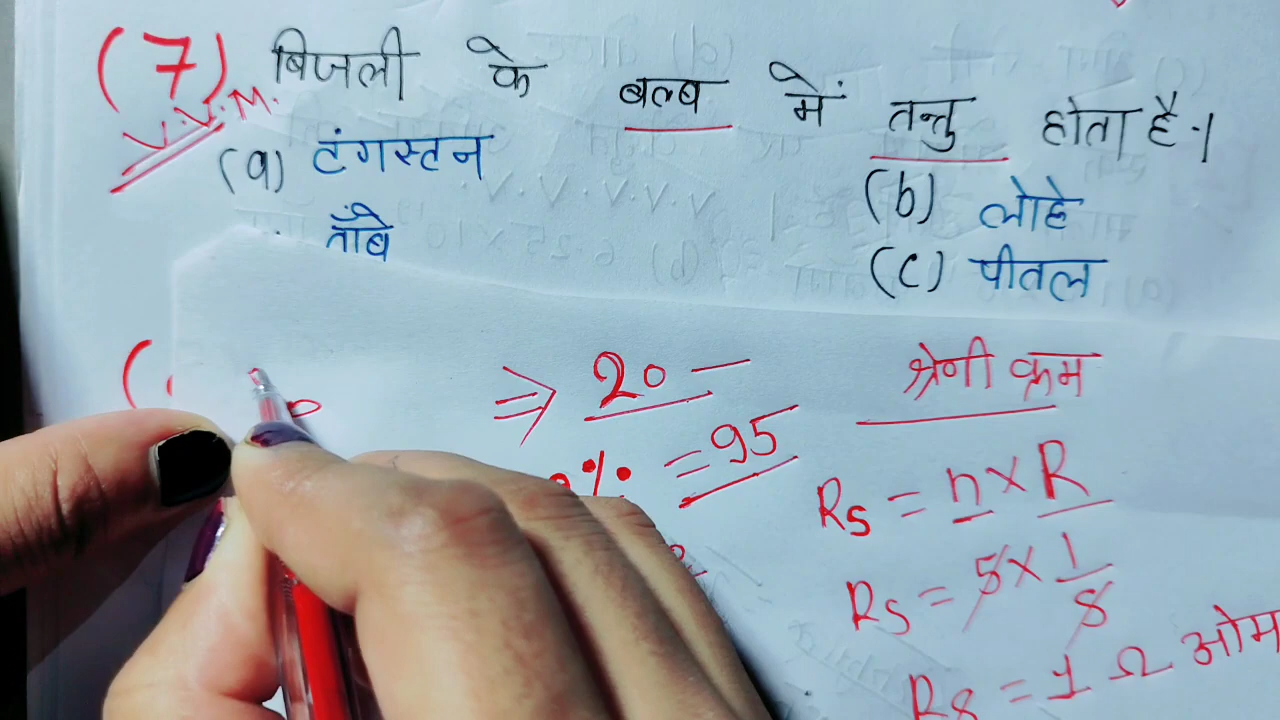 (7) बिजली के बल्ब में तन्तु होता है।
V.V.M.
(a) टंगस्टन
(b) लोहे
ताँबे
(c) पीतल
⇒ 20 —
श्रेणी क्रम
% = 95
Rs = n × R
Rs = 5 × 1/5
Rs = 1 Ω ओम